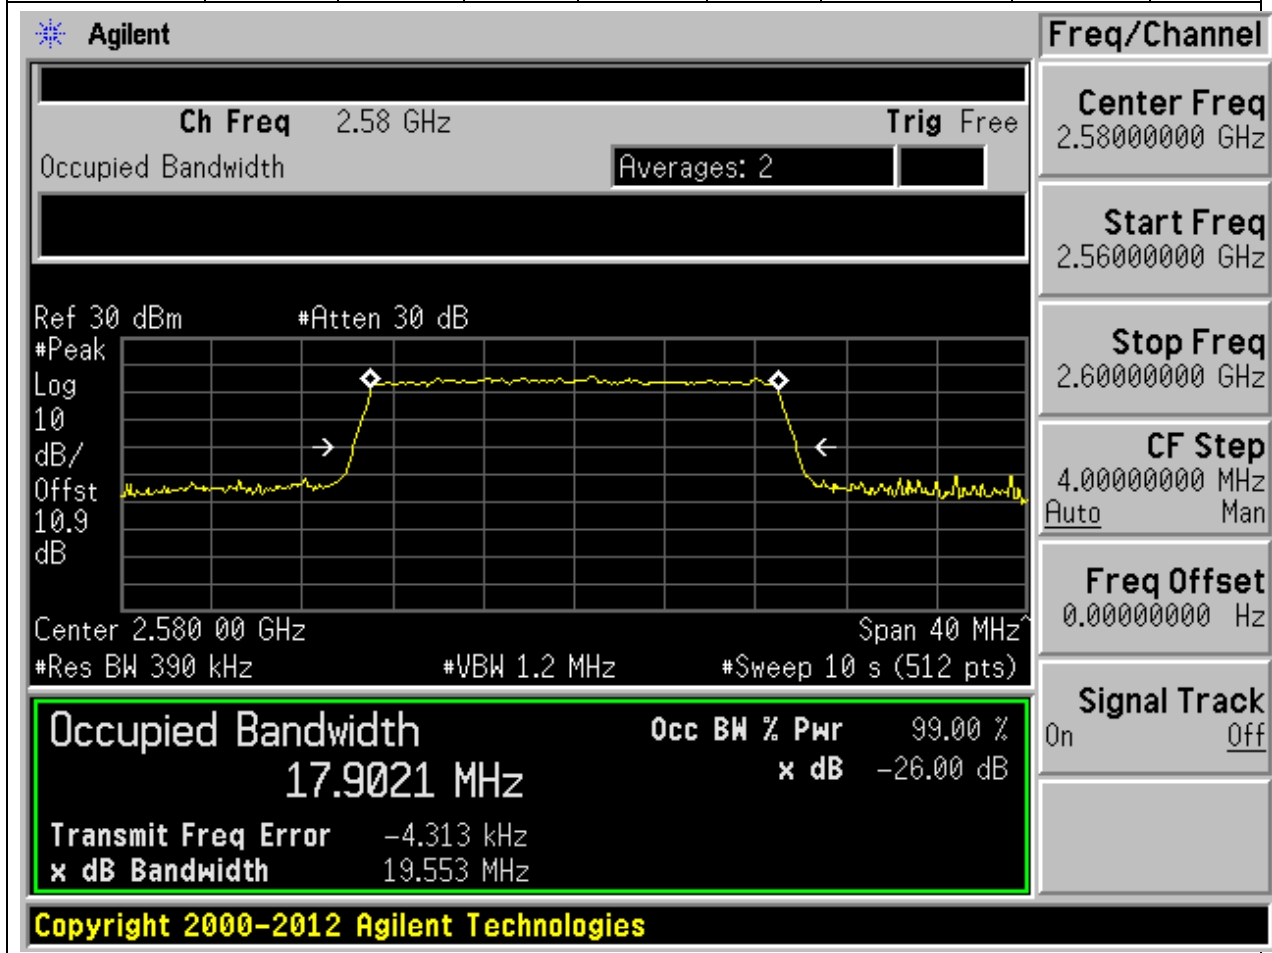 Agilent
Freq/Channel
Ch Freq 2.58 GHz Trig Free
Occupied Bandwidth Averages: 2
Center Freq
2.58000000 GHz
Start Freq
2.56000000 GHz
Stop Freq
2.60000000 GHz
CF Step
4.00000000 MHz
Auto Man
Freq Offset
0.00000000 Hz
Signal Track
On Off
Ref 30 dBm #Atten 30 dB
#Peak
Log
10
dB/
Offst
10.9
dB
Center 2.580 00 GHz Span 40 MHz^
#Res BW 390 kHz #VBW 1.2 MHz #Sweep 10 s (512 pts)
Occupied Bandwidth Occ BW % Pwr 99.00 %
17.9021 MHz x dB -26.00 dB
Transmit Freq Error -4.313 kHz
x dB Bandwidth 19.553 MHz
Copyright 2000-2012 Agilent Technologies